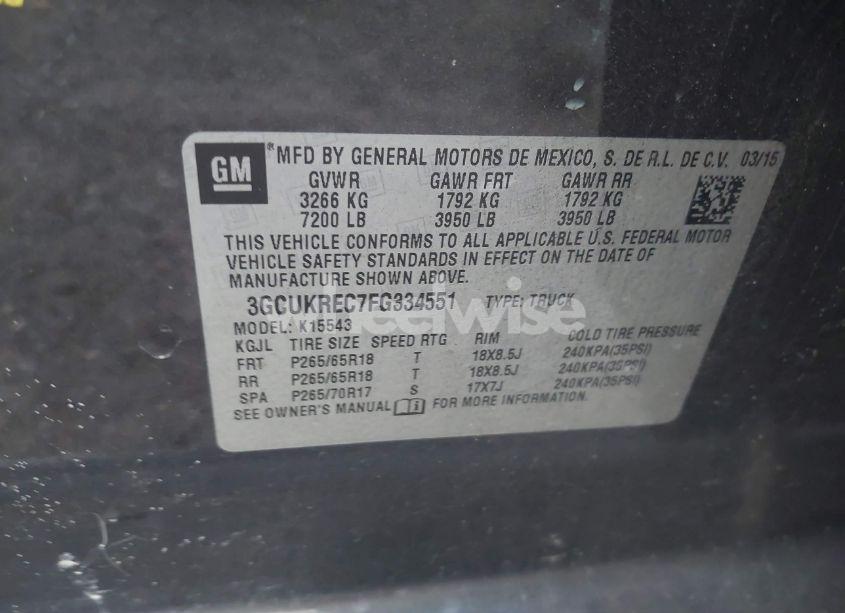 GM
® MFD BY GENERAL MOTORS DE MEXICO, S. DE R.L. DE C.V. 03/15
GVWR GAWR FRT GAWR RR
3266 KG 1792 KG 1792 KG
7200 LB 3950 LB 3950 LB
THIS VEHICLE CONFORMS TO ALL APPLICABLE U.S. FEDERAL MOTOR
VEHICLE SAFETY STANDARDS IN EFFECT ON THE DATE OF
MANUFACTURE SHOWN ABOVE.
3GCUKREC7FG334551 TYPE: TRUCK
MODEL: K15543
KGJL TIRE SIZE SPEED RTG RIM COLD TIRE PRESSURE
FRT P265/65R18 T 18X8.5J 240KPA(35PSI)
RR P265/65R18 T 18X8.5J 240KPA(35PSI)
SPA P265/70R17 S 17X7J 240KPA(35PSI)
SEE OWNER'S MANUAL FOR MORE INFORMATION.